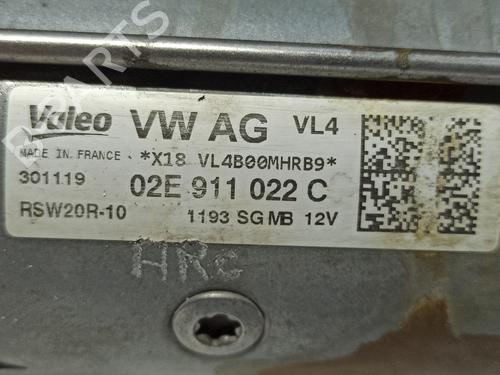 Valeo VW AG VL4
MADE IN FRANCE - *X18 VL4B00MHRB9*
301119 02E 911 022 C
RSW20R-10 1193 SG MB 12V
HRc